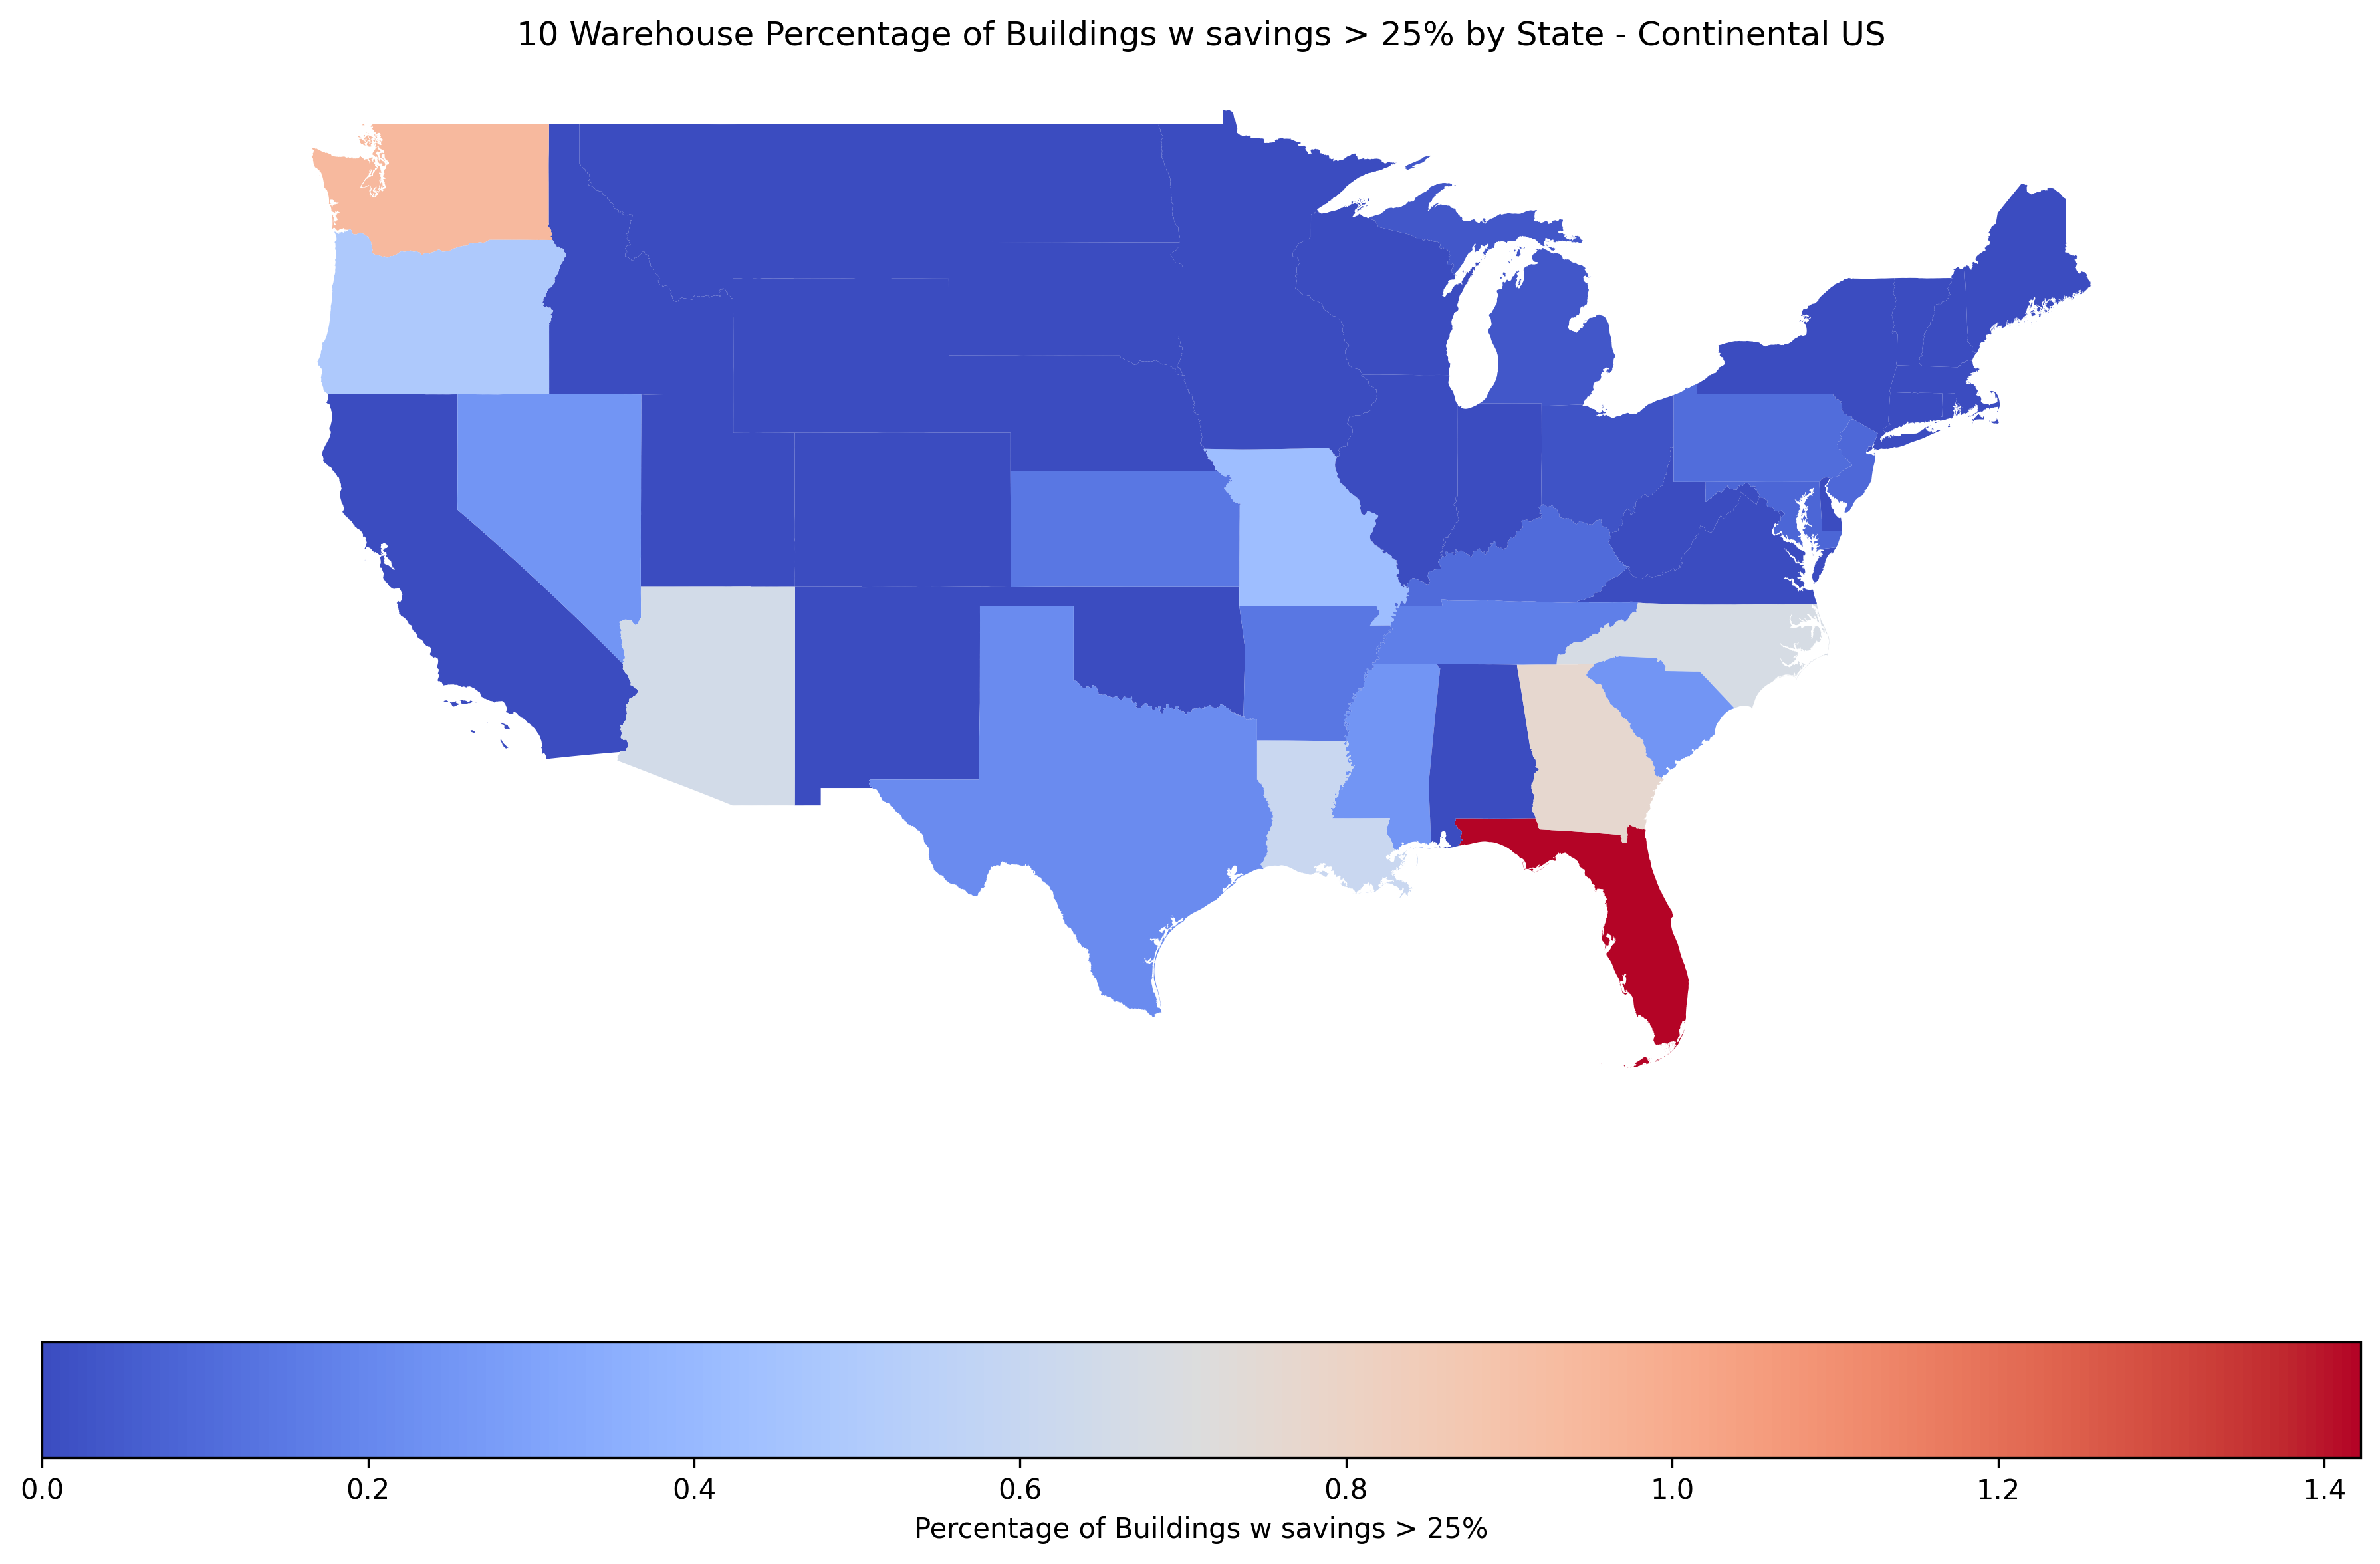 10 Warehouse Percentage of Buildings w savings > 25% by State - Continental US
0.0 0.2 0.4 0.6 0.8 1.0 1.2 1.4
Percentage of Buildings w savings > 25%